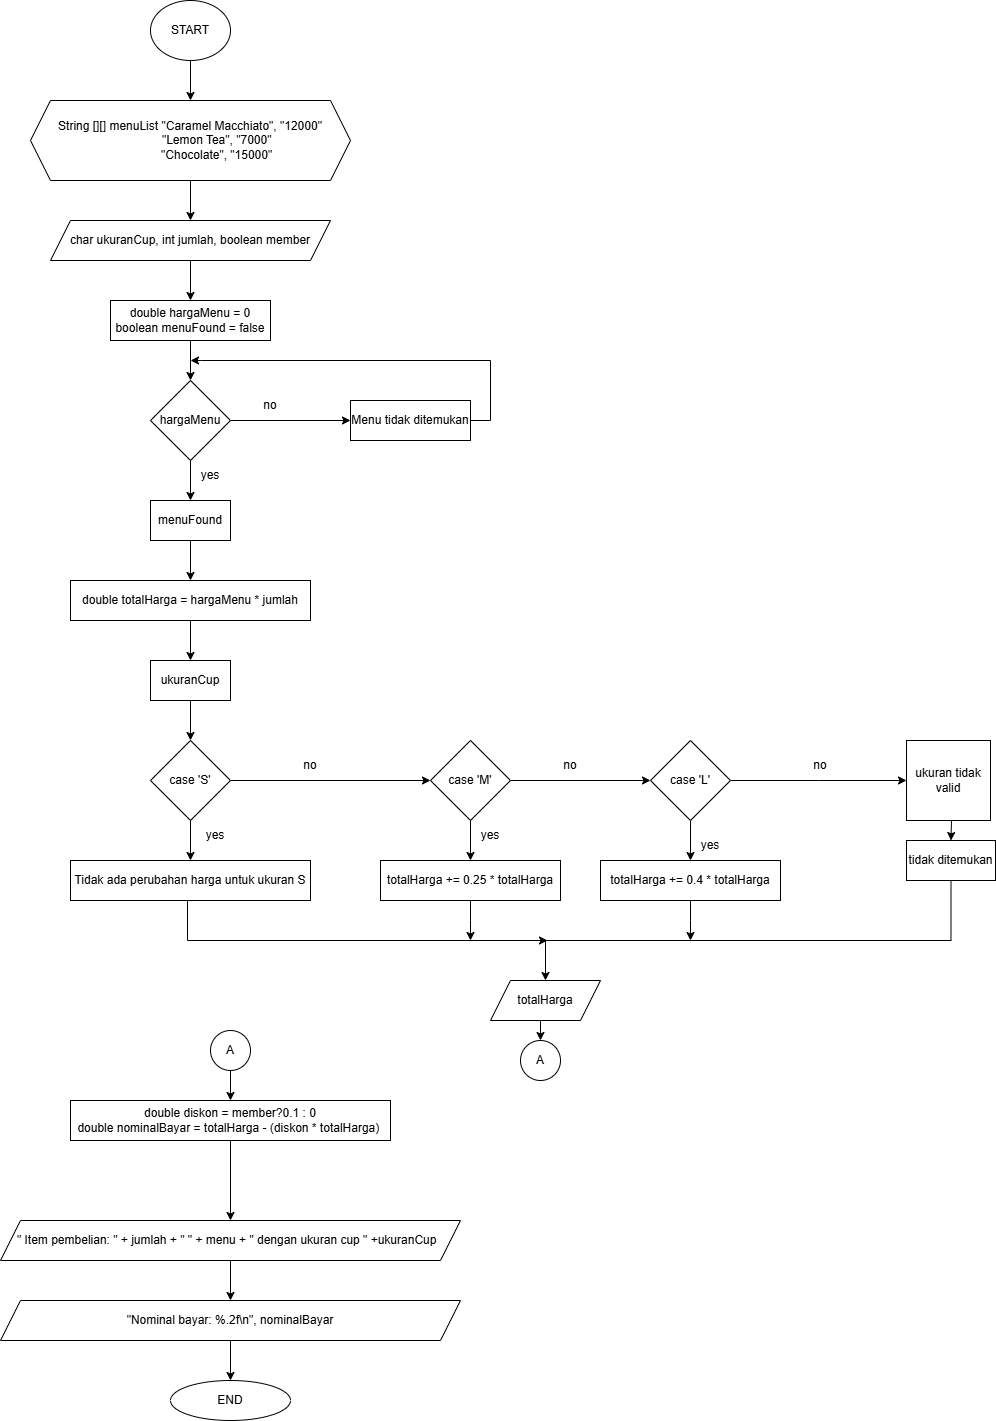 START
String [][] menuList "Caramel Macchiato", "12000"
"Lemon Tea", "7000"
"Chocolate", "15000"
char ukuranCup, int jumlah, boolean member
double hargaMenu = 0
boolean menuFound = false
hargaMenu
no
Menu tidak ditemukan
yes
menuFound
double totalHarga = hargaMenu * jumlah
ukuranCup
case 'S'
no
case 'M'
no
case 'L'
no
ukuran tidak
valid
yes
yes
yes
tidak ditemukan
Tidak ada perubahan harga untuk ukuran S
totalHarga += 0.25 * totalHarga
totalHarga += 0.4 * totalHarga
totalHarga
A
A
double diskon = member?0.1 : 0
double nominalBayar = totalHarga - (diskon * totalHarga)
" Item pembelian: " + jumlah + " " + menu + " dengan ukuran cup " +ukuranCup
"Nominal bayar: %.2f\n", nominalBayar
END